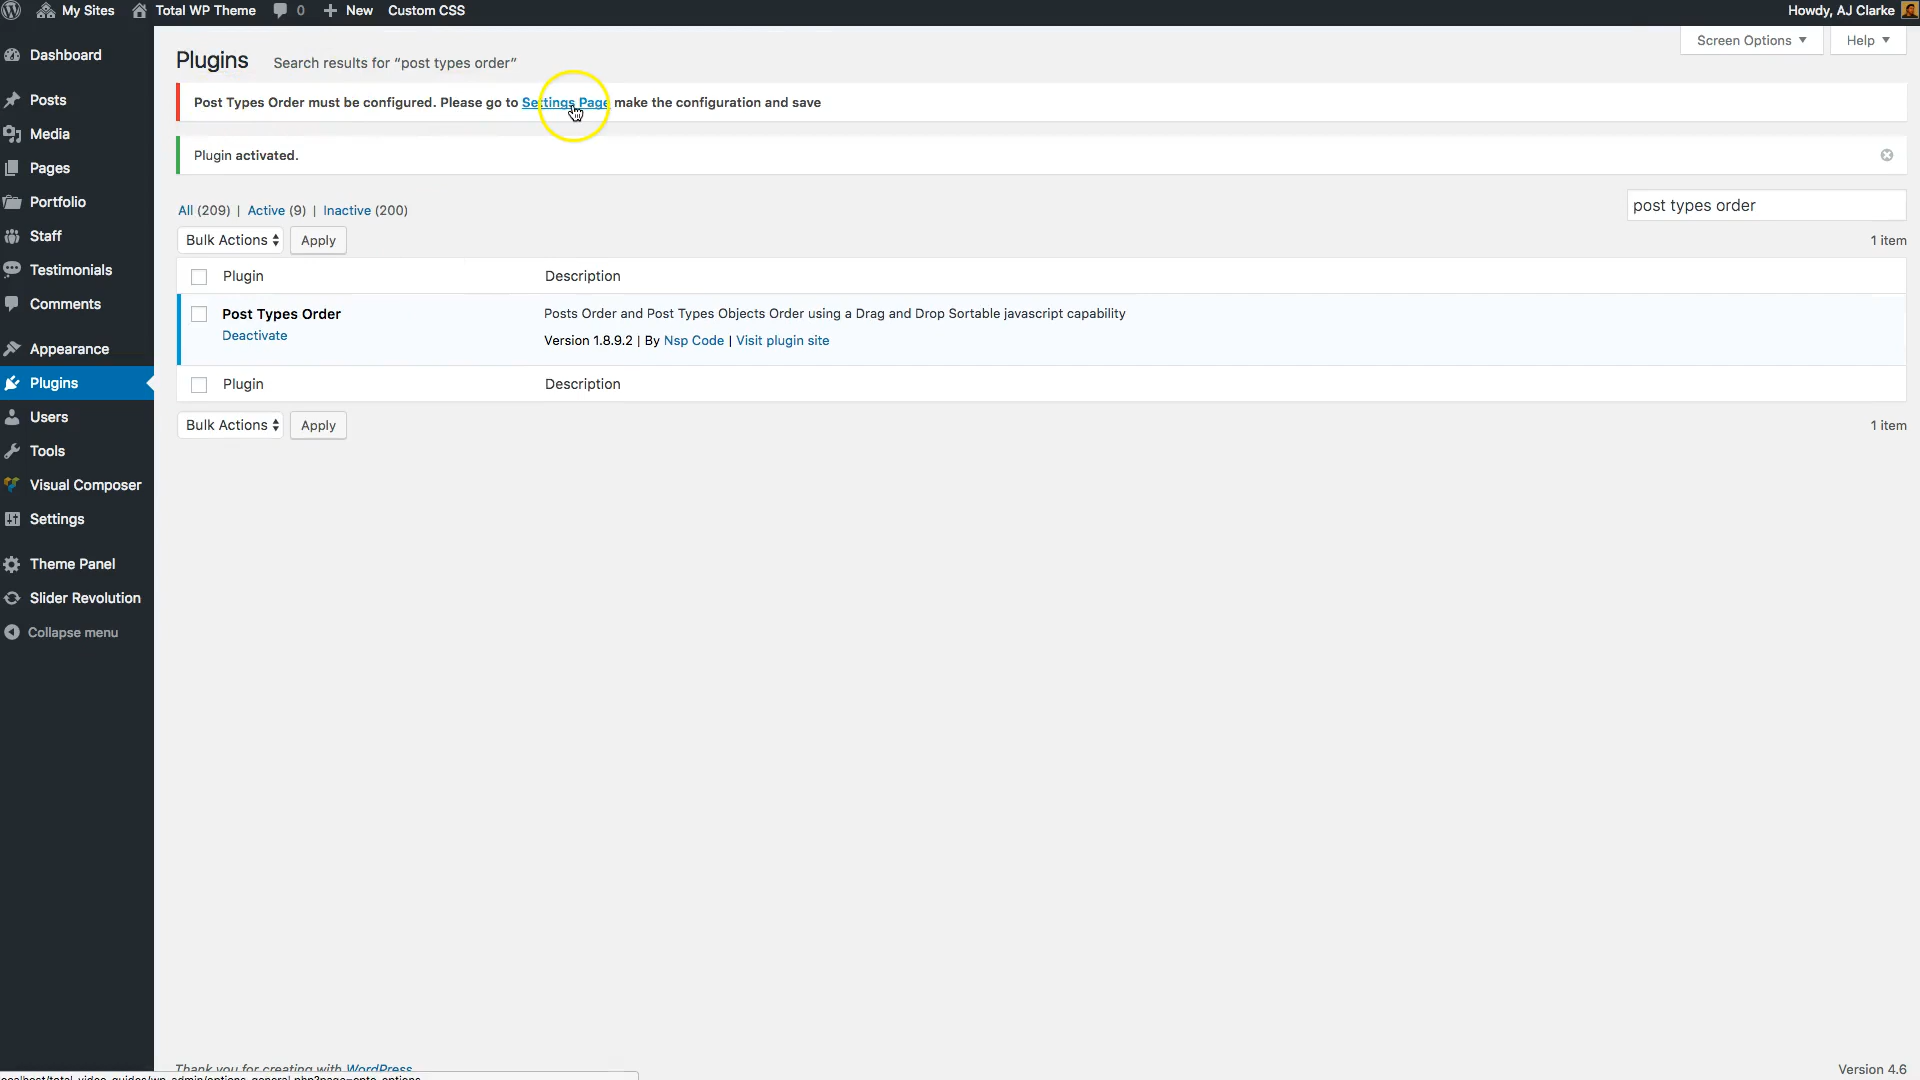 My Sites Total WP Theme 0 New Custom CSS Howdy, AJ Clarke
Screen Options Help
Dashboard
Posts
Media
Pages
Portfolio
Staff
Testimonials
Comments
Appearance
Plugins
Users
Tools
Visual Composer
Settings
Theme Panel
Slider Revolution
Collapse menu
Plugins Search results for “post types order”
Post Types Order must be configured. Please go to Settings Page make the configuration and save
Plugin activated.
All (209) | Active (9) | Inactive (200)
post types order
Bulk Actions Apply
1 item
Plugin Description
Post Types Order Posts Order and Post Types Objects Order using a Drag and Drop Sortable javascript capability
Deactivate
Version 1.8.9.2 | By Nsp Code | Visit plugin site
Plugin Description
Bulk Actions Apply
1 item
Thank you for creating with WordPress
Version 4.6